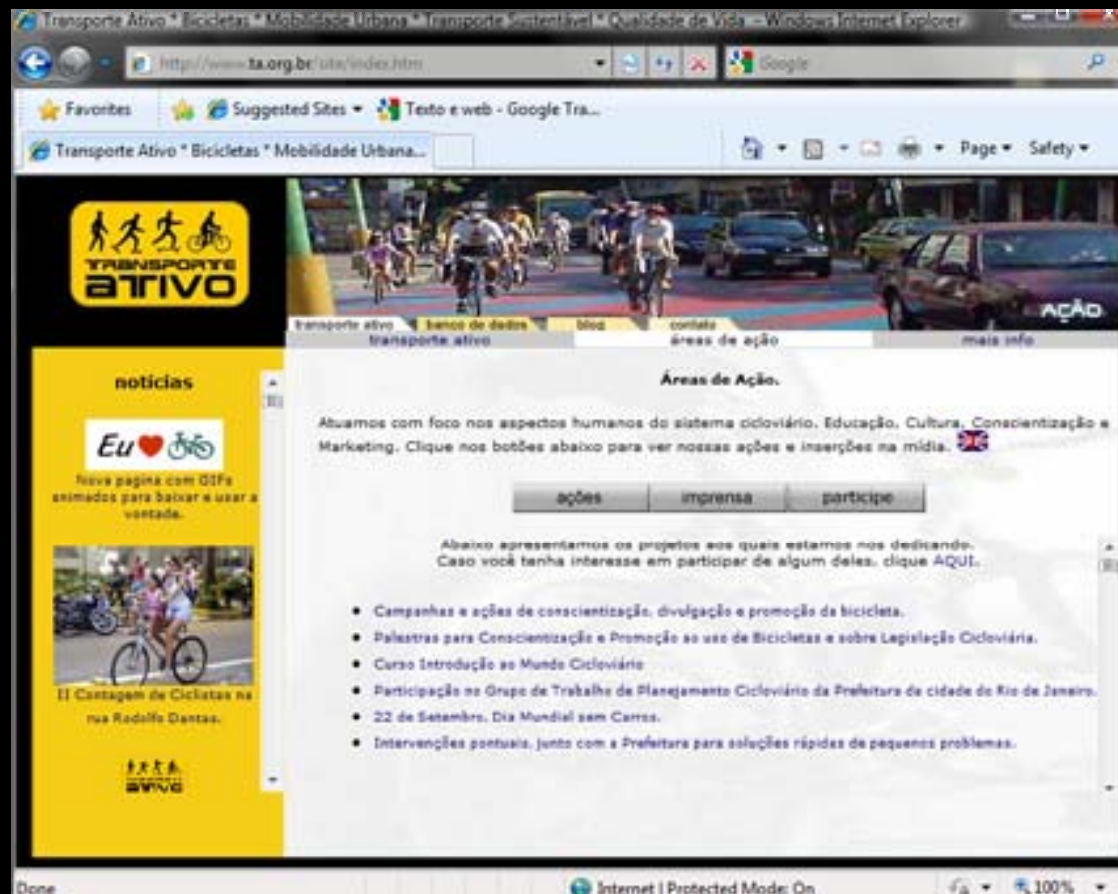 Transporte Ativo * Bicicletas * Mobilidade Urbana * Transporte Sustentável * Qualidade de Vida - Windows Internet Explorer
http://www.ta.org.br/site/index.htm
Google
Favorites
Suggested Sites
Texto e web - Google Tra...
Transporte Ativo * Bicicletas * Mobilidade Urbana...
Page
Safety
TRANSPORTE
ATIVO
AÇÃO
transporte ativo
banco de dados
blog
contato
transporte ativo
áreas de ação
mais info
noticias
Eu
Nova pagina com GIFs
animados para baixar e usar a
vontade.
II Contagem de Ciclistas na
rua Rodolfo Dantas.
ATIVO
Áreas de Ação.
Atuamos com foco nos aspectos humanos do sistema cicloviário. Educação, Cultura, Conscientização e
Marketing. Clique nos botões abaixo para ver nossas ações e inserções na mídia.
ações
imprensa
participe
Abaixo apresentamos os projetos aos quais estamos nos dedicando.
Caso você tenha interesse em participar de algum deles, clique AQUI.
• Campanhas e ações de conscientização, divulgação e promoção da bicicleta.
• Palestras para Conscientização e Promoção ao uso de Bicicletas e sobre Legislação Cicloviária.
• Curso Introdução ao Mundo Cicloviário
• Participação no Grupo de Trabalho de Planejamento Cicloviário da Prefeitura da cidade do Rio de Janeiro.
• 22 de Setembro. Dia Mundial sem Carros.
• Intervenções pontuais, junto com a Prefeitura para soluções rápidas de pequenos problemas.
Done
Internet | Protected Mode: On
100%